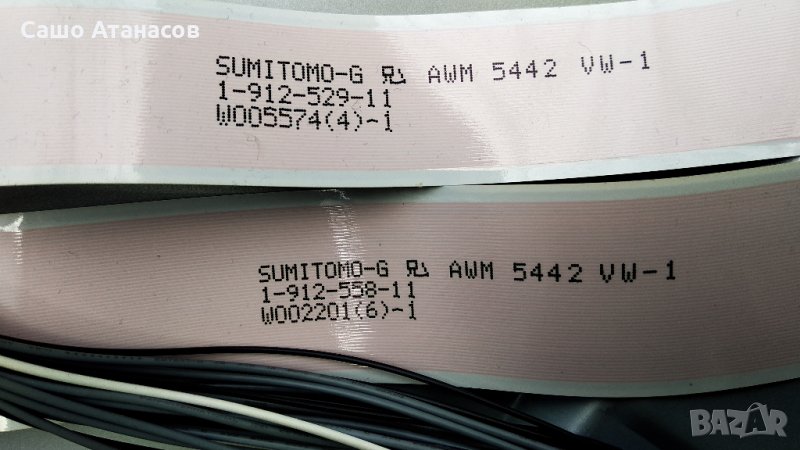 Сашо Атанасов
SUMITOMO-G AWM 5442 VW-1
1-912-529-11
W005574(4)-1
SUMITOMO-G AWM 5442 VW-1
1-912-558-11
W002201(6)-1
BAZAR